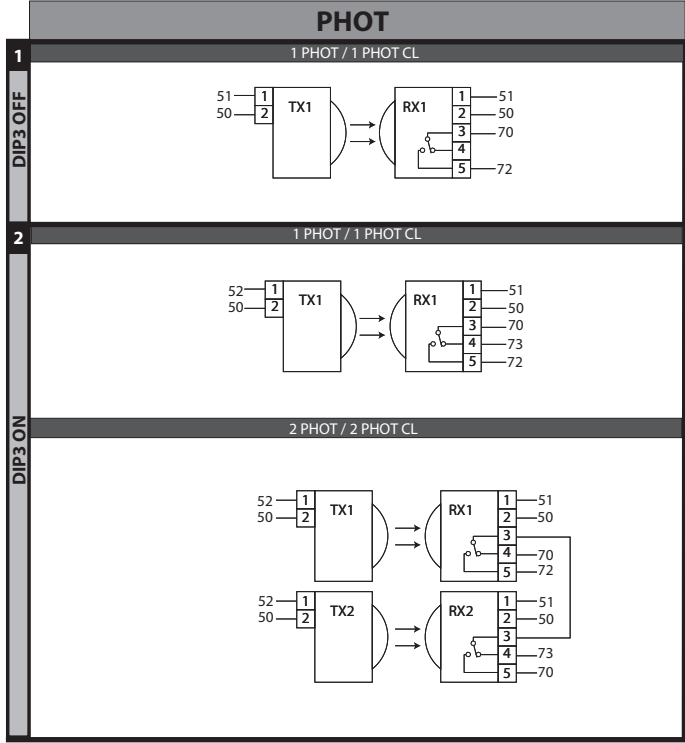 PHOT
1
1 PHOT / 1 PHOT CL
DIP3 OFF
51 1 TX1 RX1 1 51
50 2 2 50
3 70
4
5 72
2
1 PHOT / 1 PHOT CL
DIP3 ON
52 1 TX1 RX1 1 51
50 2 2 50
3 70
4 73
5 72
2 PHOT / 2 PHOT CL
52 1 TX1 RX1 1 51
50 2 2 50
3
4 70
5 72
52 1 TX2 RX2 1 51
50 2 2 50
3
4 73
5 70